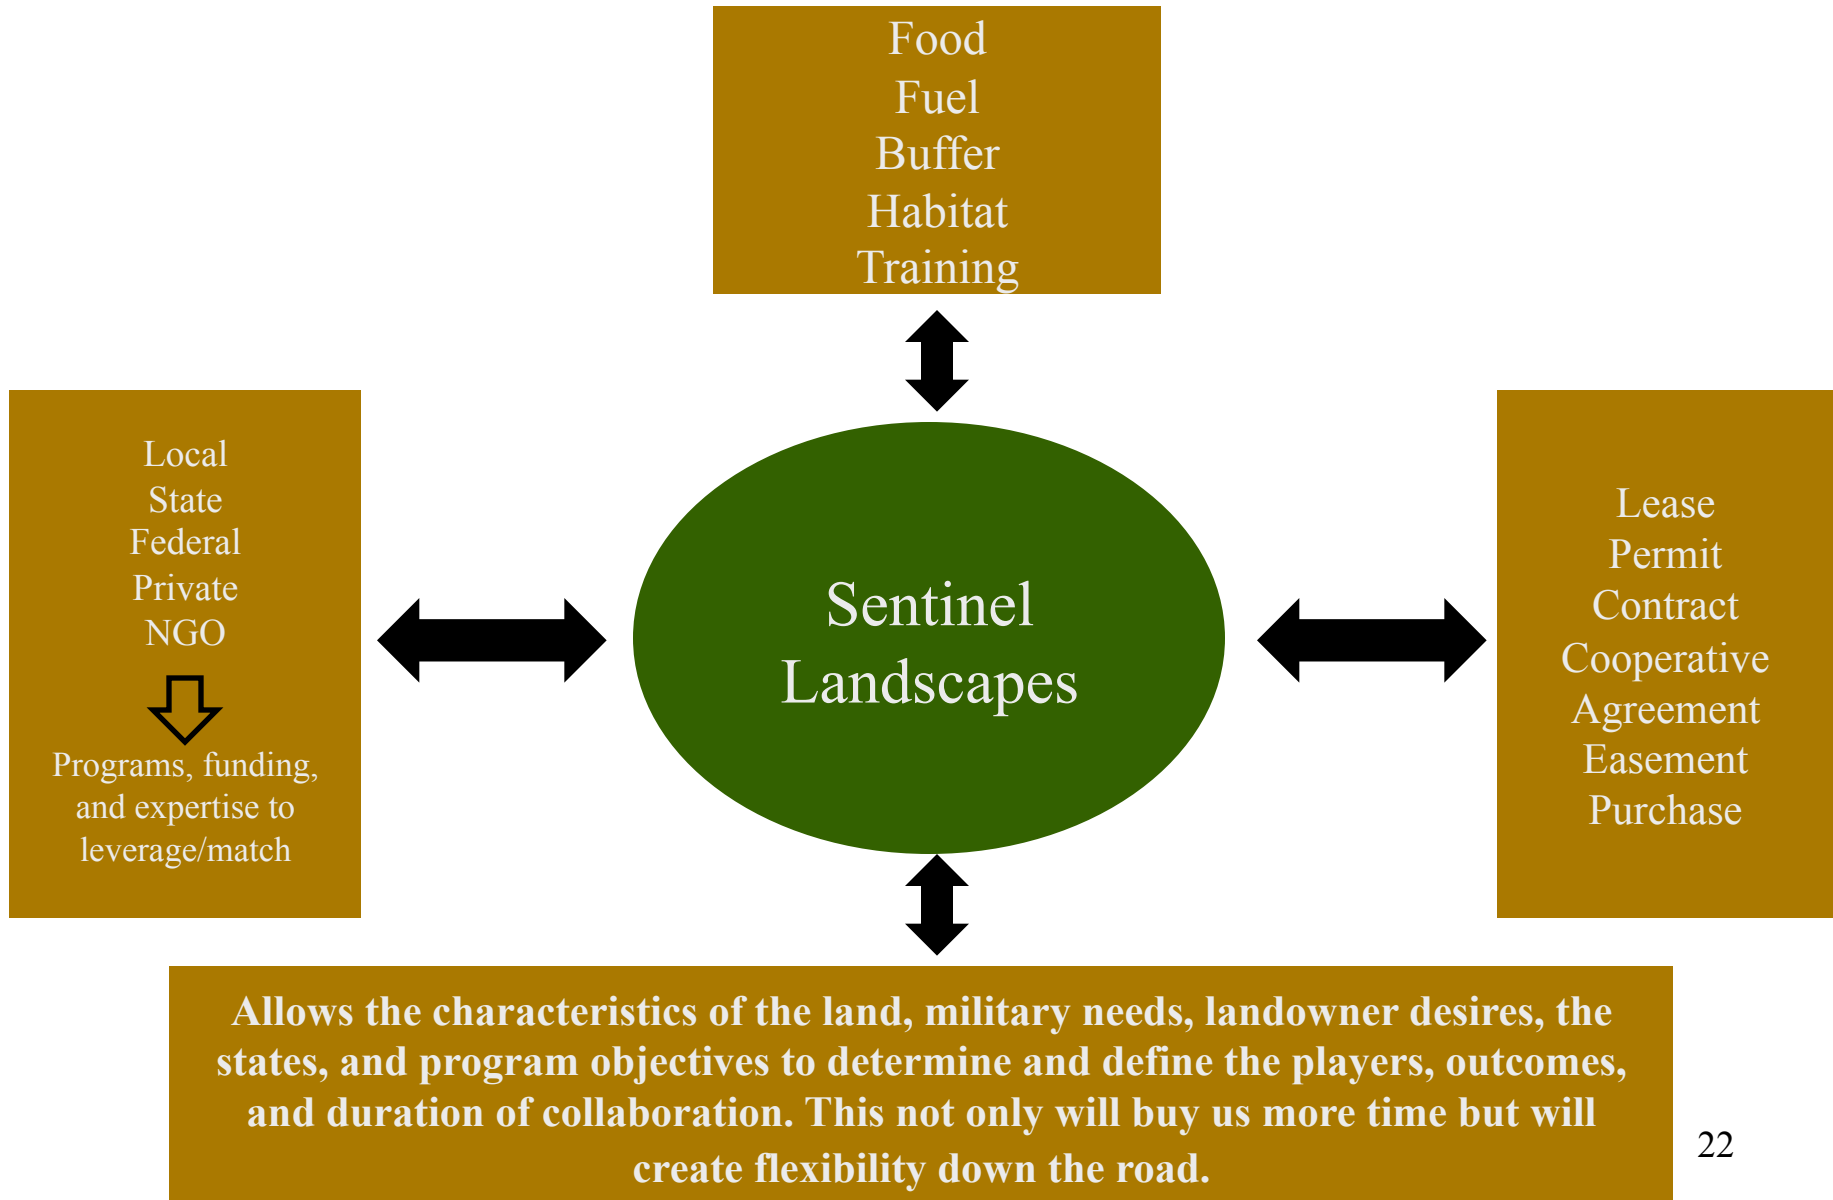 Food
Fuel
Buffer
Habitat
Training
Local
State
Federal
Private
NGO
Programs, funding,
and expertise to
leverage/match
Sentinel
Landscapes
Lease
Permit
Contract
Cooperative
Agreement
Easement
Purchase
Allows the characteristics of the land, military needs, landowner desires, the
states, and program objectives to determine and define the players, outcomes,
and duration of collaboration. This not only will buy us more time but will
create flexibility down the road.
22